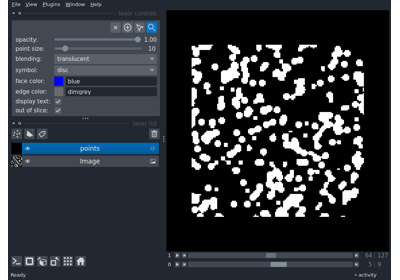 File View Plugins Window Help
layer controls
opacity: 1.00
point size: 10
blending: translucent
symbol: disc
face color: blue
edge color: dimgrey
display text:
out of slice:
layer list
points
Image
1 64 127
0 5 9
Ready activity